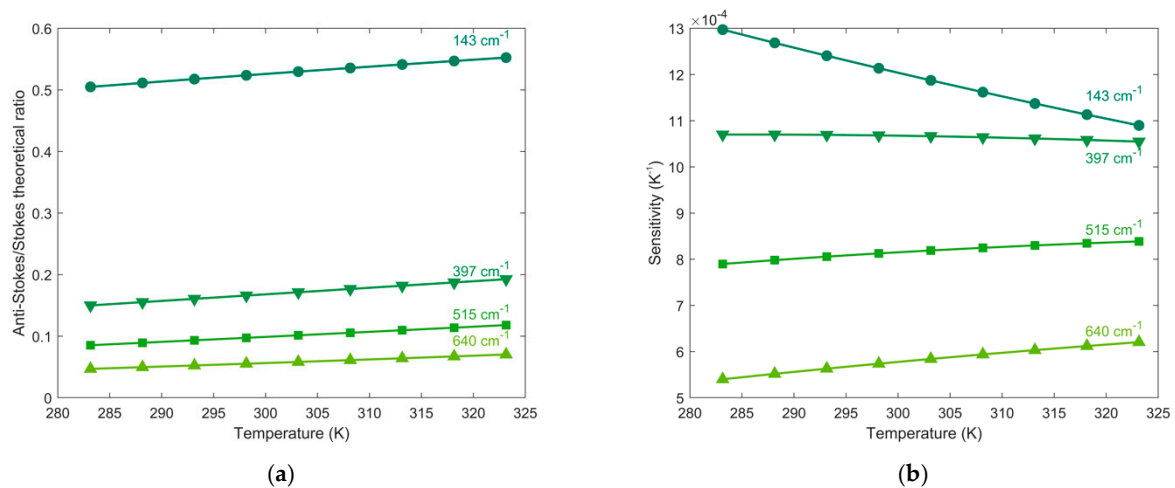 0.6
0.5
0.4
0.3
0.2
0.1
0
Anti-Stokes/Stokes theoretical ratio
143 cm⁻¹
397 cm⁻¹
515 cm⁻¹
640 cm⁻¹
280 285 290 295 300 305 310 315 320 325
Temperature (K)
(a)
×10⁻⁴
13
12
11
10
9
8
7
6
5
Sensitivity (K⁻¹)
143 cm⁻¹
397 cm⁻¹
515 cm⁻¹
640 cm⁻¹
280 285 290 295 300 305 310 315 320 325
Temperature (K)
(b)